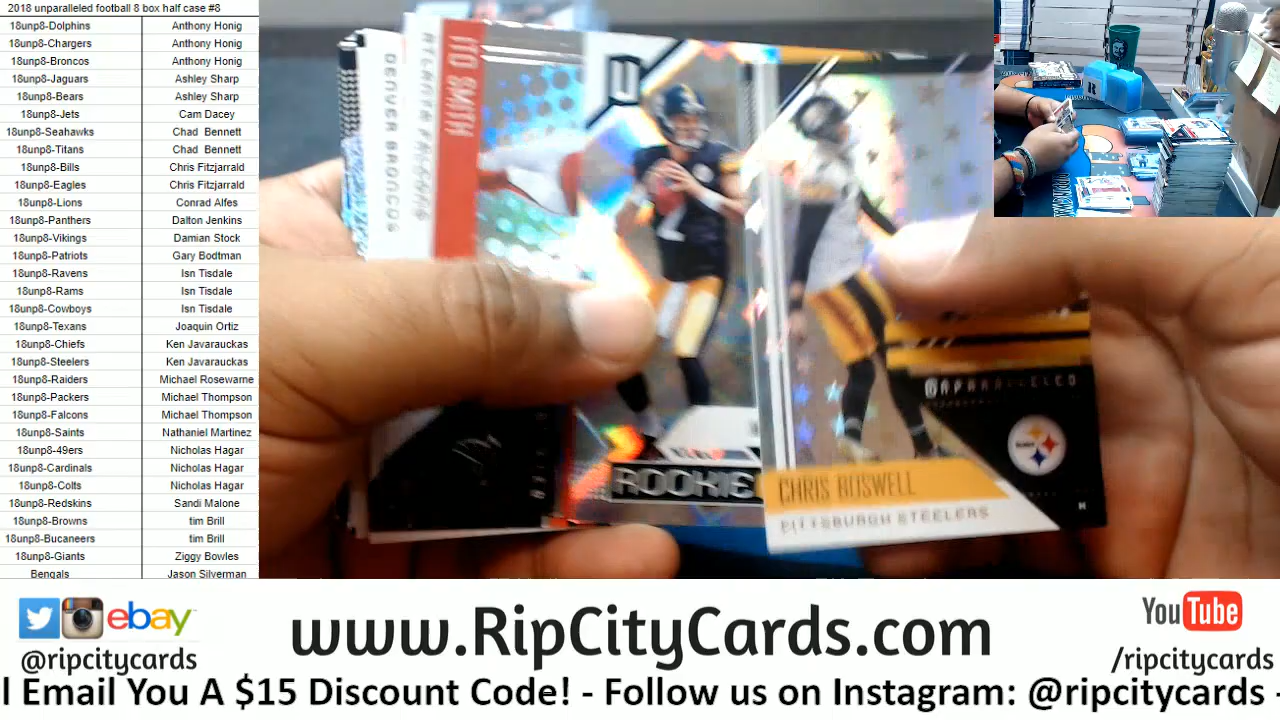 2018 unparalleled football 8 box half case #8
18unp8-Dolphins Anthony Honig
18unp8-Chargers Anthony Honig
18unp8-Broncos Anthony Honig
18unp8-Jaguars Ashley Sharp
18unp8-Bears Ashley Sharp
18unp8-Jets Cam Dacey
18unp8-Seahawks Chad Bennett
18unp8-Titans Chad Bennett
18unp8-Bills Chris Fitzjarrald
18unp8-Eagles Chris Fitzjarrald
18unp8-Lions Conrad Alfes
18unp8-Panthers Dalton Jenkins
18unp8-Vikings Damian Stock
18unp8-Patriots Gary Bodtman
18unp8-Ravens Isn Tisdale
18unp8-Rams Isn Tisdale
18unp8-Cowboys Isn Tisdale
18unp8-Texans Joaquin Ortiz
18unp8-Chiefs Ken Javarauckas
18unp8-Steelers Ken Javarauckas
18unp8-Raiders Michael Rosewarne
18unp8-Packers Michael Thompson
18unp8-Falcons Michael Thompson
18unp8-Saints Nathaniel Martinez
18unp8-49ers Nicholas Hagar
18unp8-Cardinals Nicholas Hagar
18unp8-Colts Nicholas Hagar
18unp8-Redskins Sandi Malone
18unp8-Browns tim Brill
18unp8-Bucaneers tim Brill
18unp8-Giants Ziggy Bowles
Bengals Jason Silverman
DENVER BRONCOS
ITO SMITH
ROOKIE
UNPARALLELED
CHRIS BOSWELL
PITTSBURGH STEELERS
ebay
@ripcitycards
www.RipCityCards.com
YouTube
/ripcitycards
l Email You A $15 Discount Code! - Follow us on Instagram: @ripcitycards -